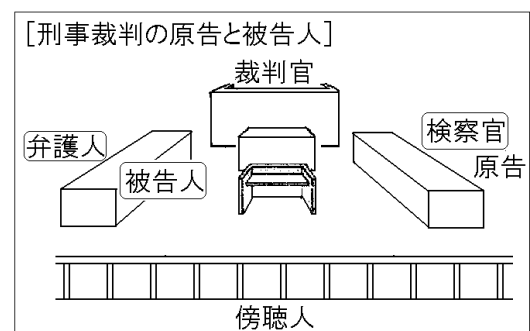 [刑事裁判の原告と被告人]
裁判官
弁護人
検察官
被告人
原告
傍聴人